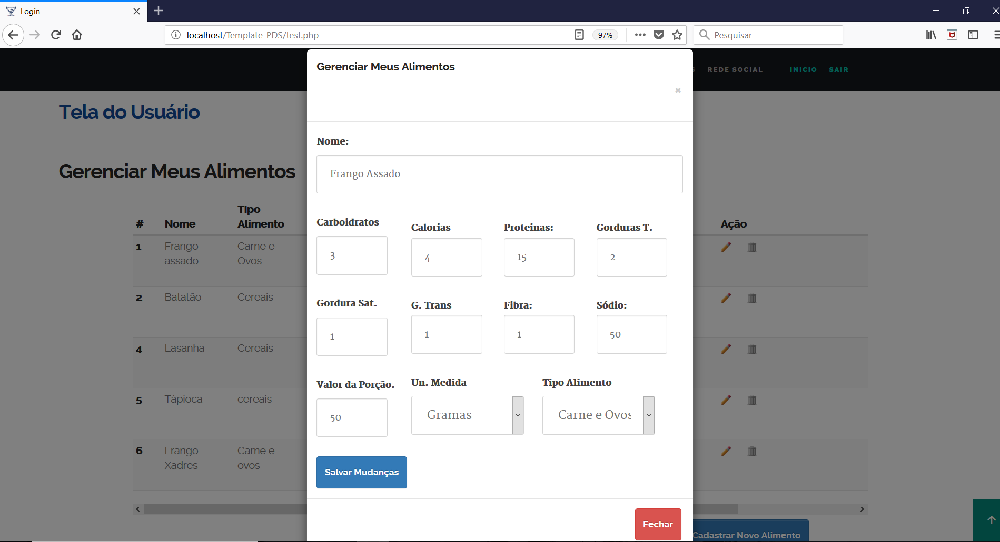 Login
localhost/Template-PDS/test.php
97%
Pesquisar
Gerenciar Meus Alimentos
REDE SOCIAL
INICIO
SAIR
Tela do Usuário
Gerenciar Meus Alimentos
# Nome Tipo Alimento Ação
1 Frango assado Carne e Ovos
2 Batatão Cereais
4 Lasanha Cereais
5 Tápioca cereais
6 Frango Xadres Carne e ovos
Nome:
Frango Assado
Carboidratos Calorias Proteinas: Gorduras T.
3 4 15 2
Gordura Sat. G. Trans Fibra: Sódio:
1 1 1 50
Valor da Porção. Un. Medida Tipo Alimento
50 Gramas Carne e Ovos
Salvar Mudanças
Fechar
Cadastrar Novo Alimento